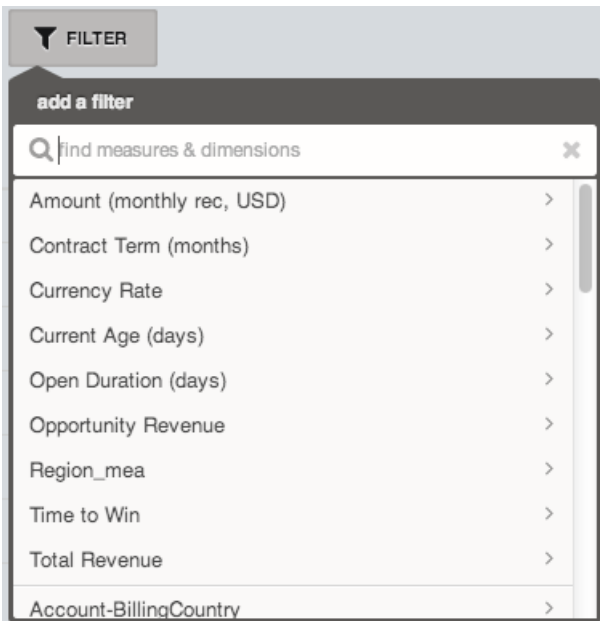 FILTER
add a filter
find measures & dimensions
Amount (monthly rec, USD)
Contract Term (months)
Currency Rate
Current Age (days)
Open Duration (days)
Opportunity Revenue
Region_mea
Time to Win
Total Revenue
Account-BillingCountry